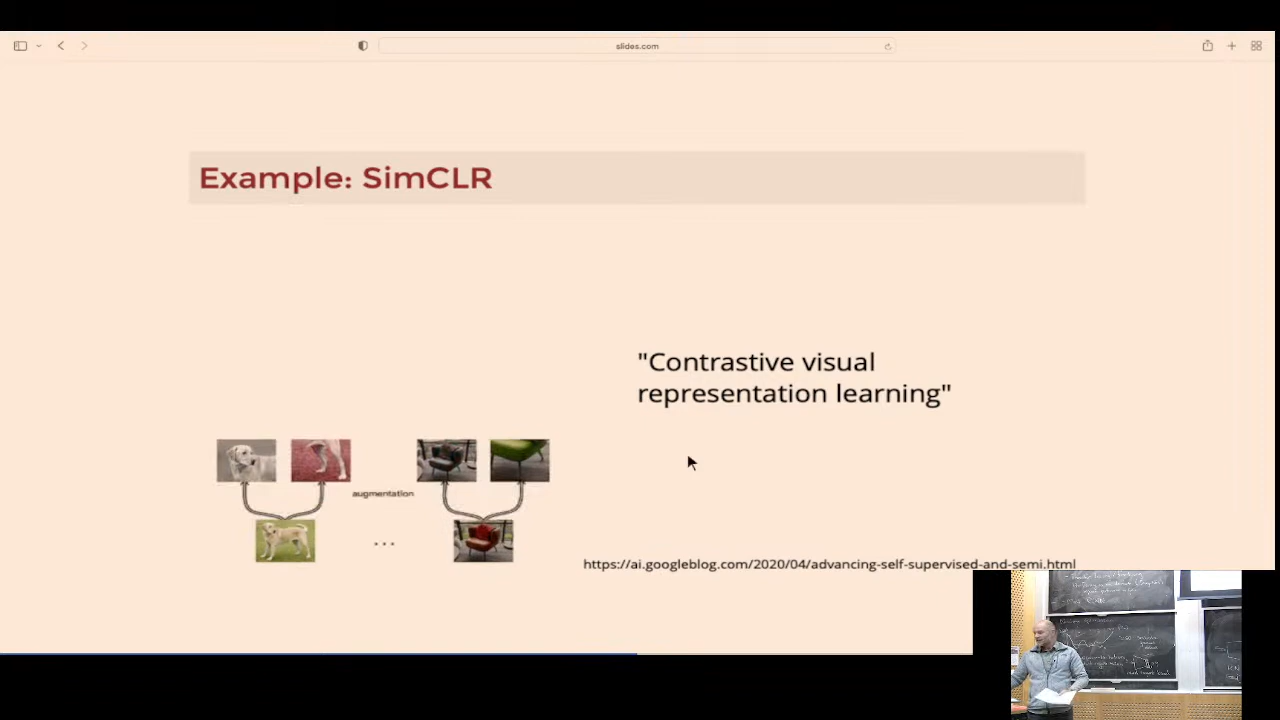 slides.com
Example: SimCLR
"Contrastive visual
representation learning"
augmentation
...
https://ai.googleblog.com/2020/04/advancing-self-supervised-and-semi.html